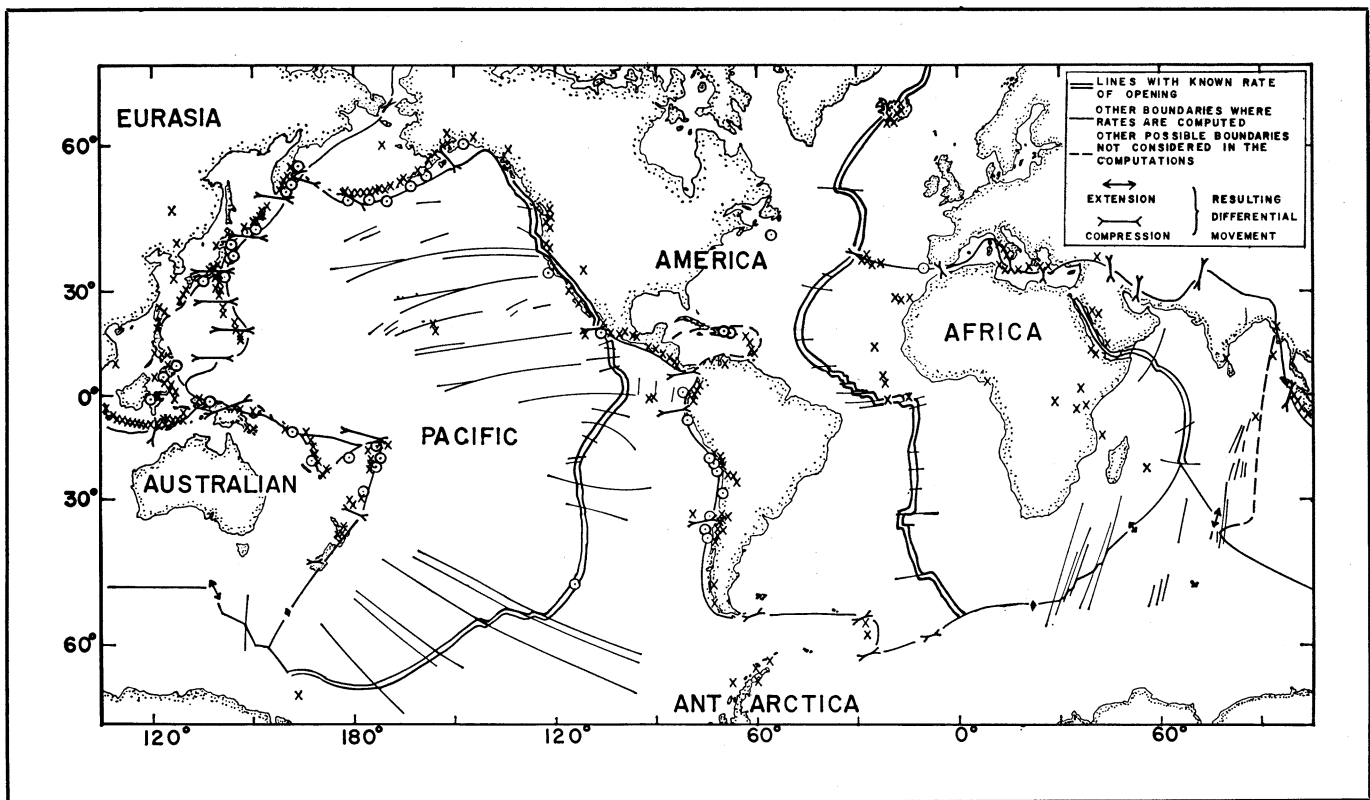 LINES WITH KNOWN RATE
OF OPENING
OTHER BOUNDARIES WHERE
RATES ARE COMPUTED
OTHER POSSIBLE BOUNDARIES
NOT CONSIDERED IN THE
COMPUTATIONS
EXTENSION
COMPRESSION
RESULTING
DIFFERENTIAL
MOVEMENT
EURASIA
60°
AMERICA
30°
AFRICA
0°
PACIFIC
AUSTRALIAN
30°
60°
ANT ARCTICA
120° 180° 120° 60° 0° 60°